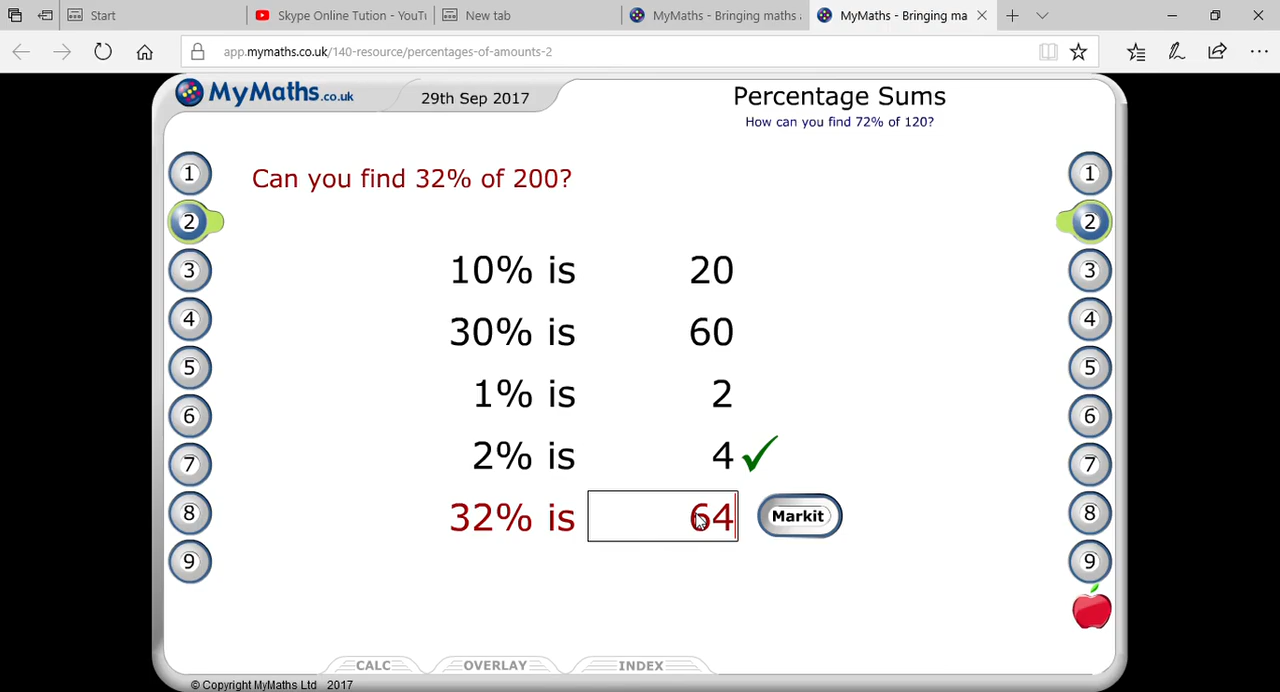 Start
Skype Online Tution - YouTu
New tab
MyMaths - Bringing maths a
MyMaths - Bringing ma
app.mymaths.co.uk/140-resource/percentages-of-amounts-2
MyMaths.co.uk
29th Sep 2017
Percentage Sums
How can you find 72% of 120?
Can you find 32% of 200?
1 1
2 2
10% is 20
3 3
4 4
30% is 60
5 5
1% is 2
6 6
2% is 4
7 7
32% is 64 Markit
8 8
9 9
CALC OVERLAY INDEX
© Copyright MyMaths Ltd 2017